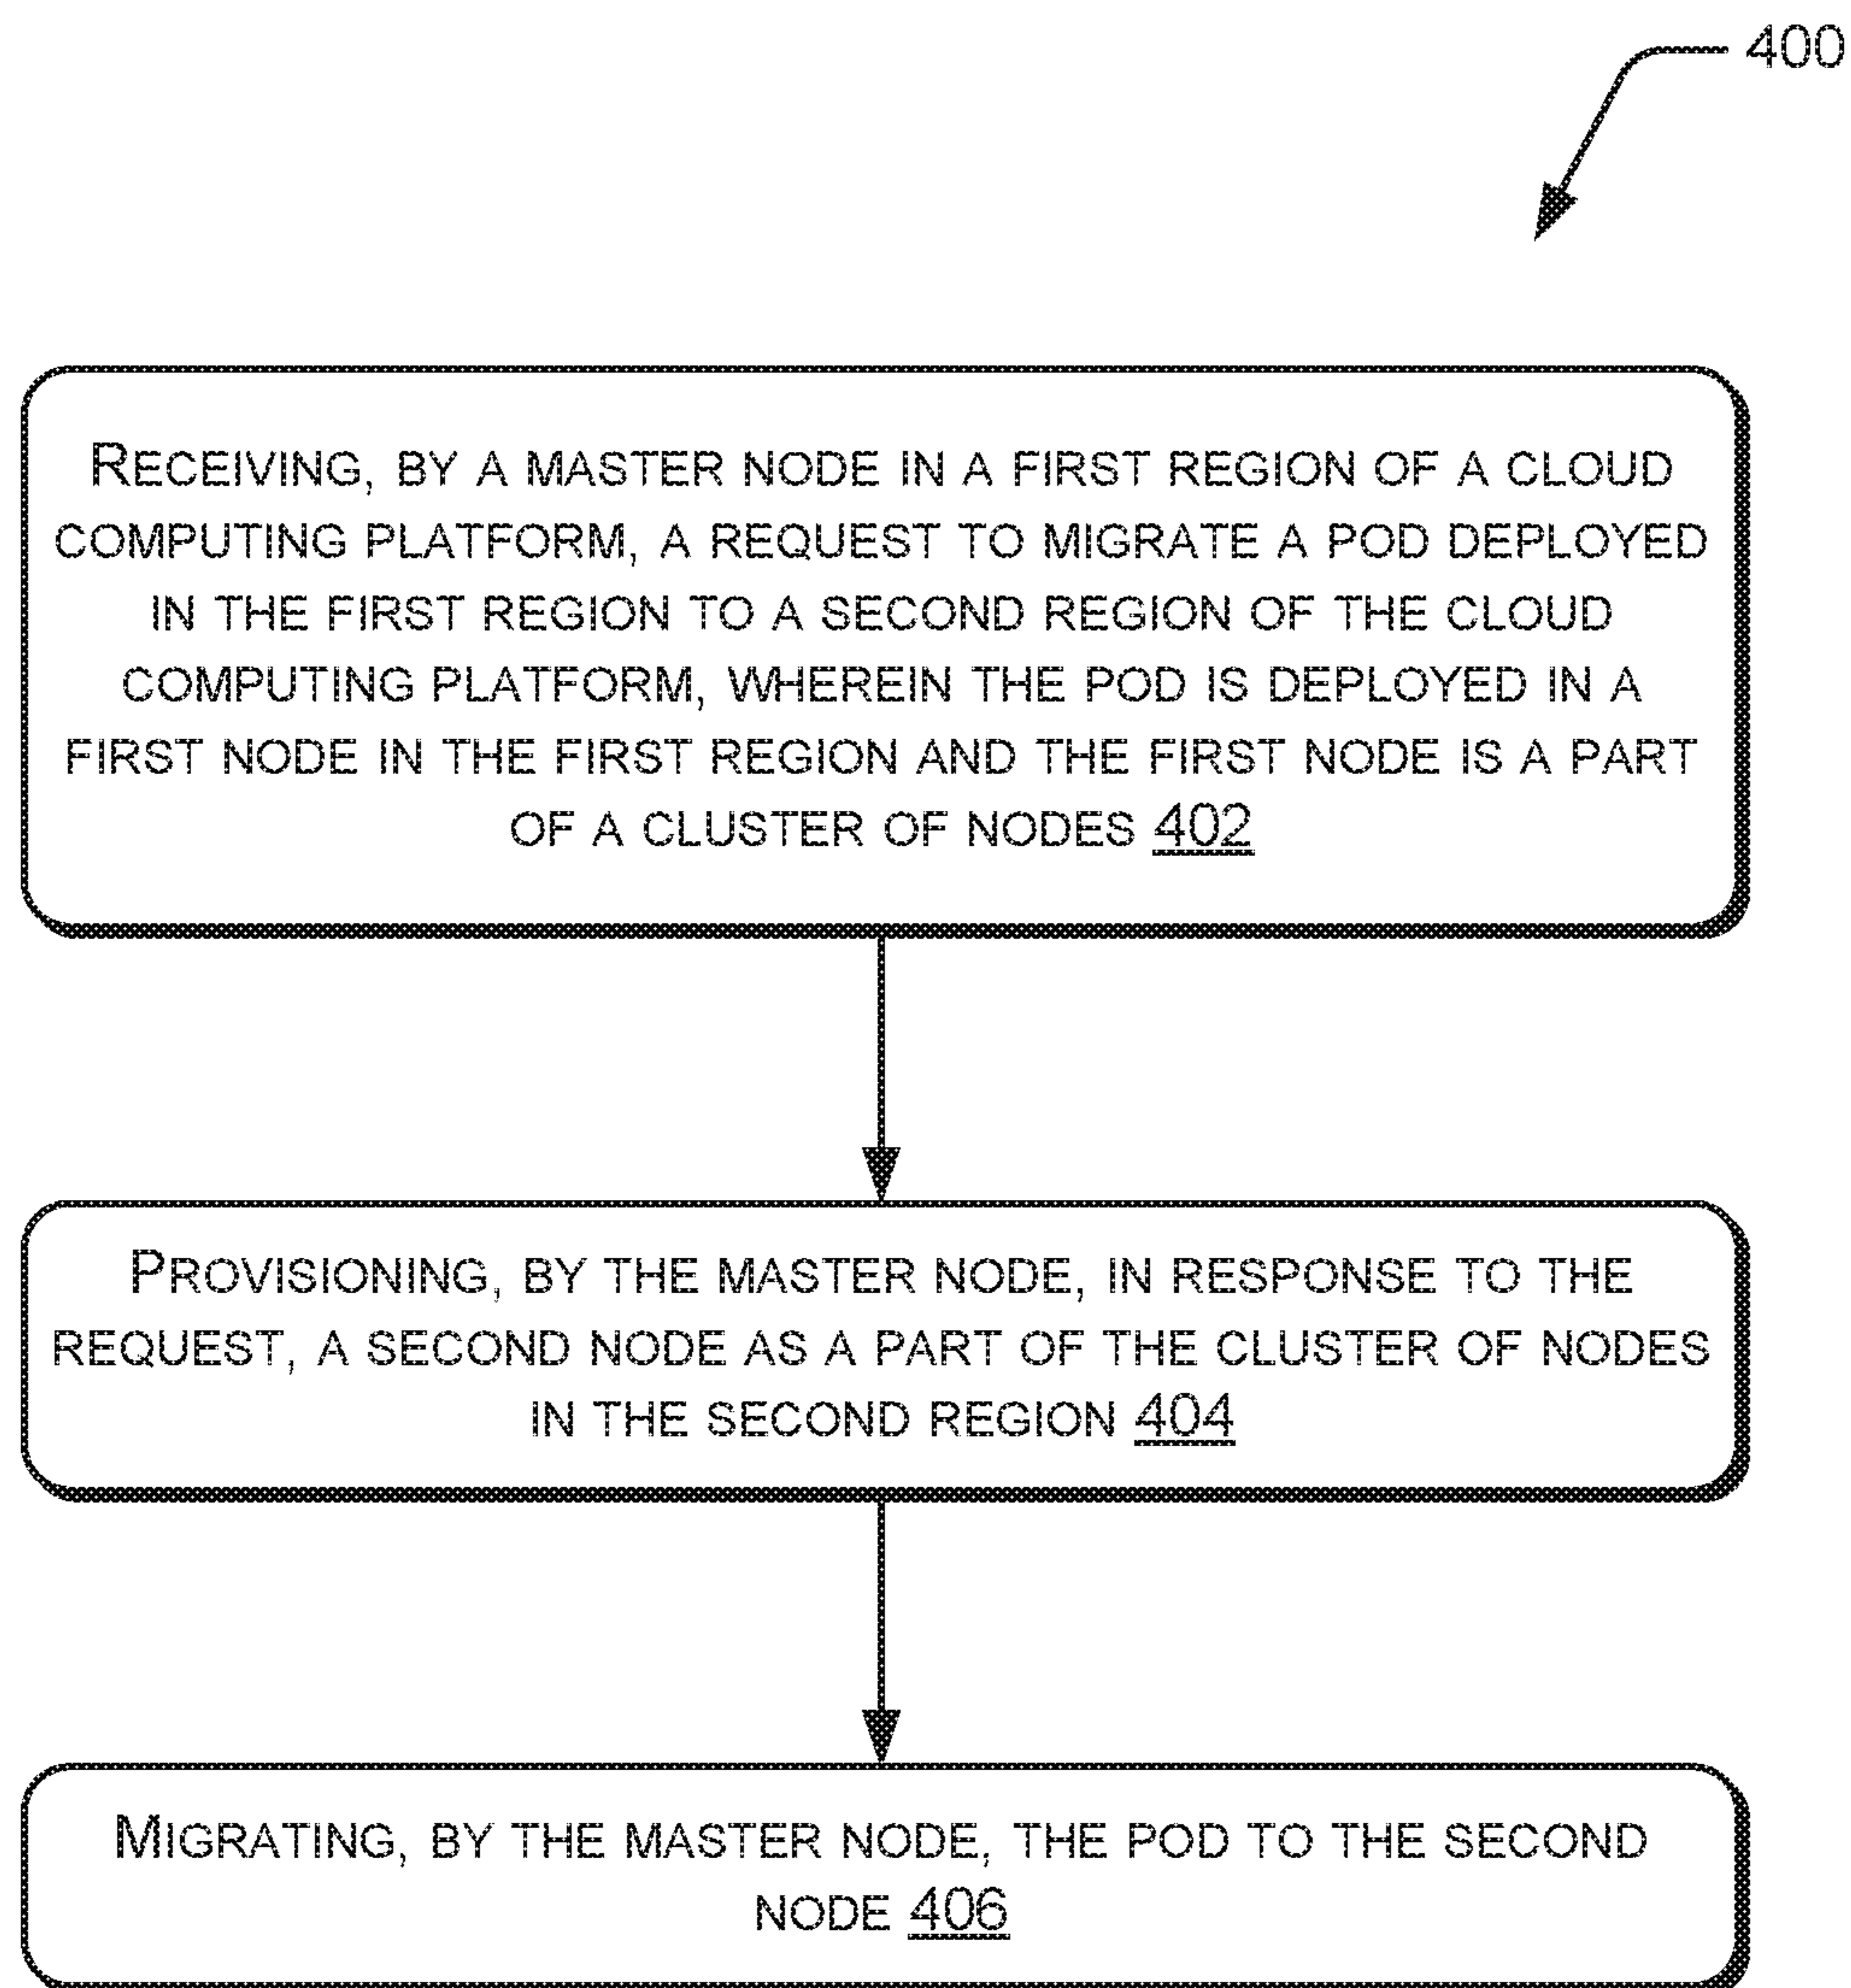 400
RECEIVING, BY A MASTER NODE IN A FIRST REGION OF A CLOUD
COMPUTING PLATFORM, A REQUEST TO MIGRATE A POD DEPLOYED
IN THE FIRST REGION TO A SECOND REGION OF THE CLOUD
COMPUTING PLATFORM, WHEREIN THE POD IS DEPLOYED IN A
FIRST NODE IN THE FIRST REGION AND THE FIRST NODE IS A PART
OF A CLUSTER OF NODES 402
PROVISIONING, BY THE MASTER NODE, IN RESPONSE TO THE
REQUEST, A SECOND NODE AS A PART OF THE CLUSTER OF NODES
IN THE SECOND REGION 404
MIGRATING, BY THE MASTER NODE, THE POD TO THE SECOND
NODE 406